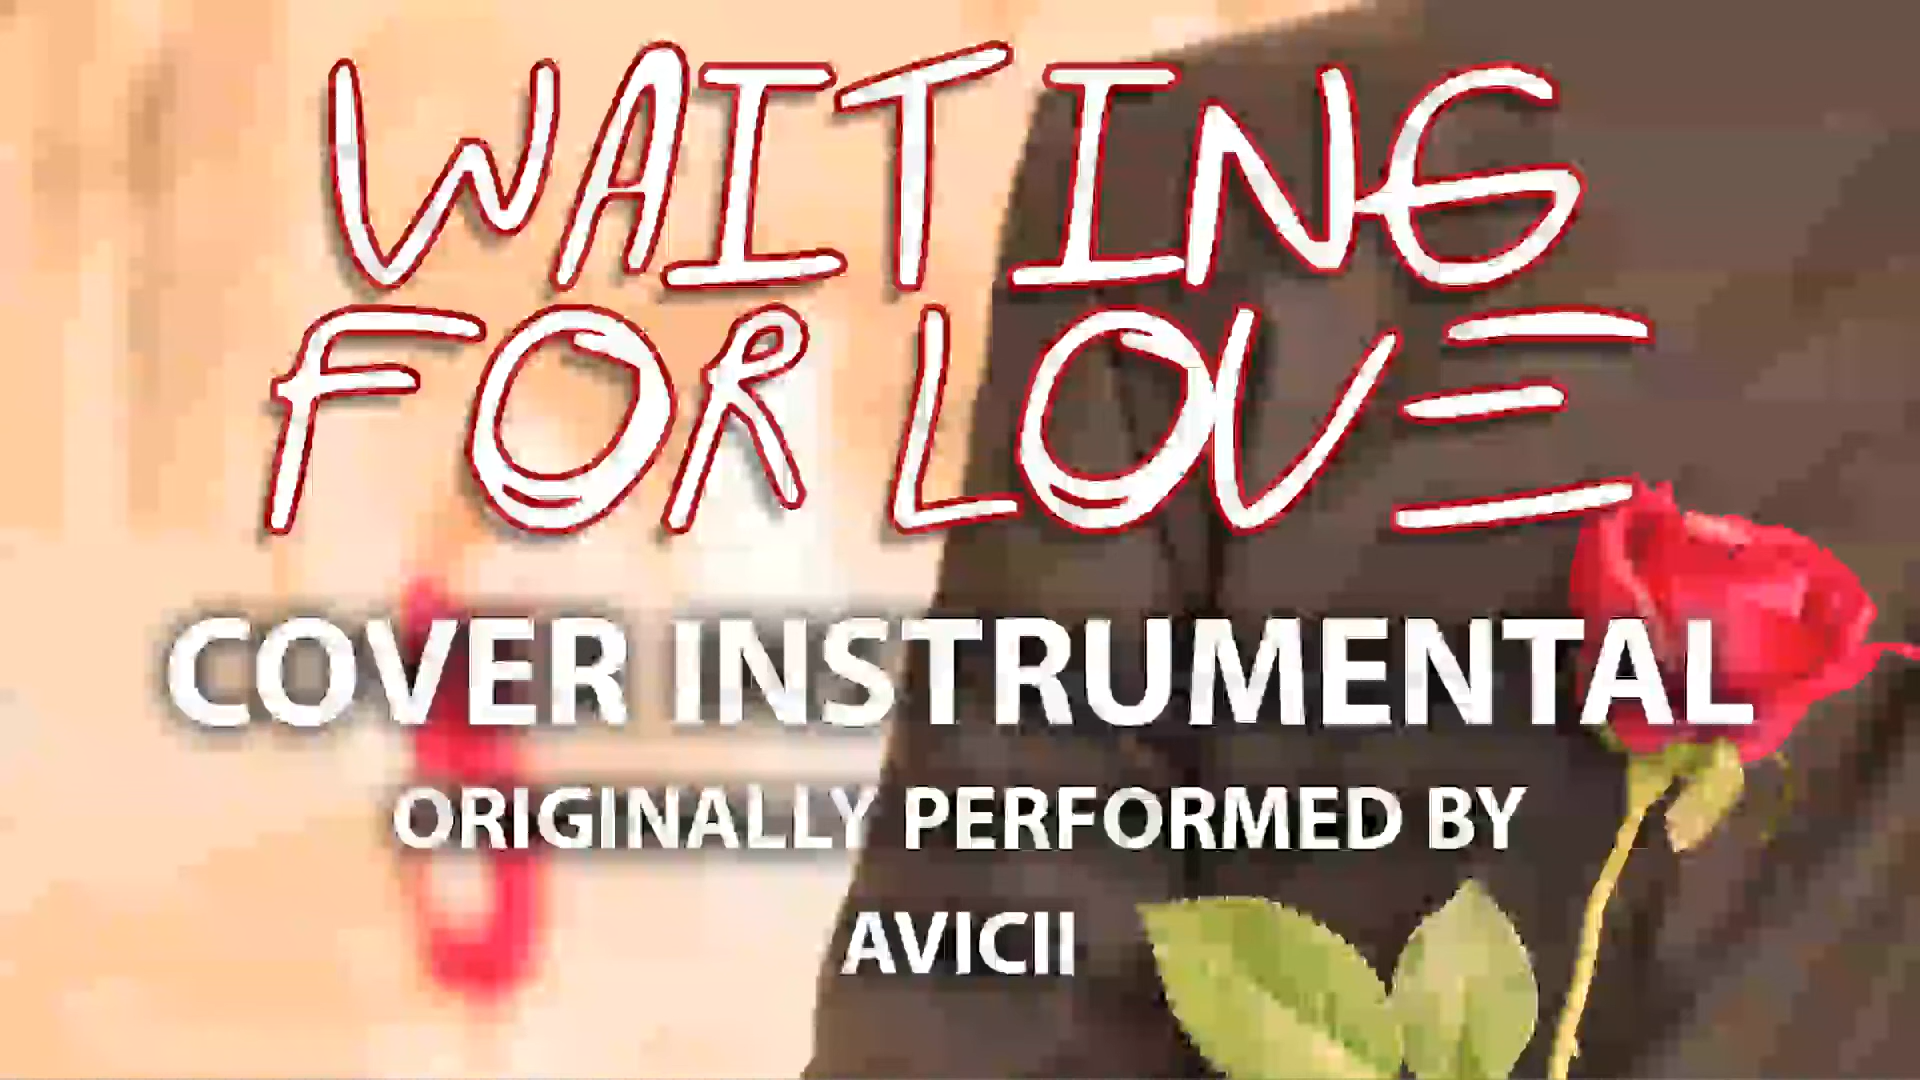 WAITING
FOR LOVE
COVER INSTRUMENTAL
ORIGINALLY PERFORMED BY
AVICII